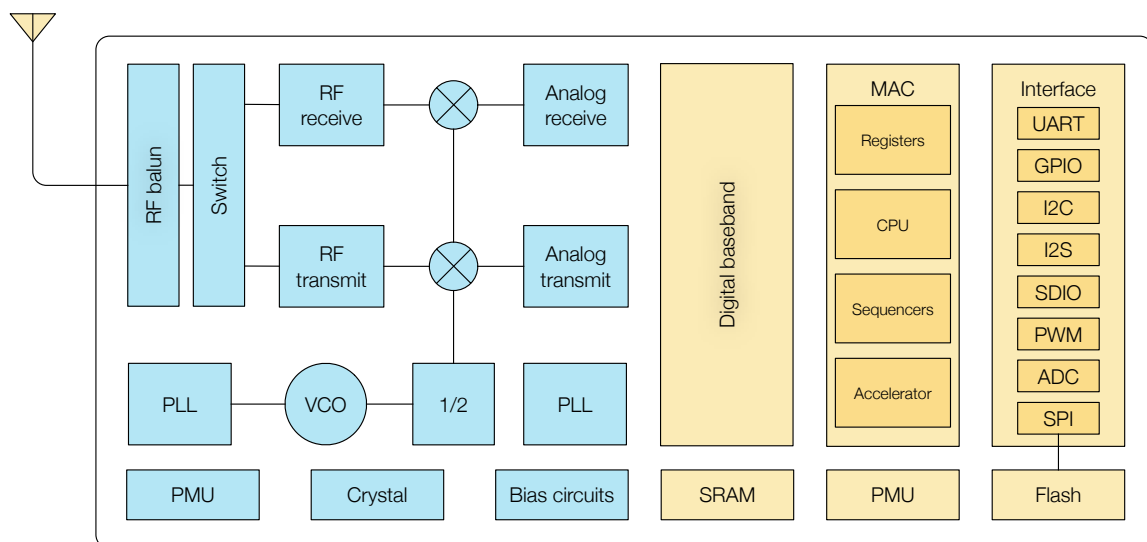 RF balun
Switch
RF
receive
Analog
receive
RF
transmit
Analog
transmit
PLL
VCO
1/2
PLL
PMU
Crystal
Bias circuits
Digital baseband
SRAM
MAC
Registers
CPU
Sequencers
Accelerator
PMU
Interface
UART
GPIO
I2C
I2S
SDIO
PWM
ADC
SPI
Flash